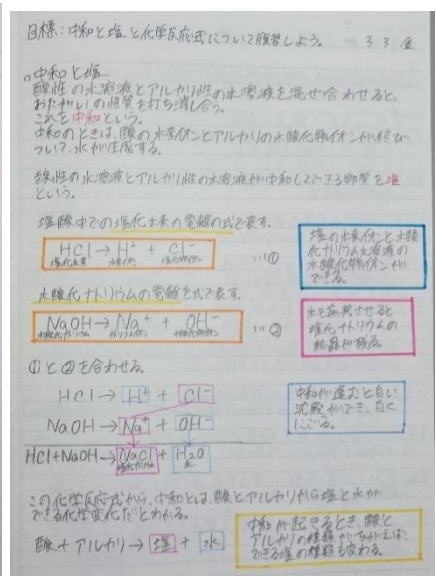 目標:中和と塩と化学反応式について復習しよう。 3 3 金
中和と塩
酸性の水溶液とアルカリ性の水溶液を混ぜ合わせると、
おたがいの性質を打ち消し合う。
これを中和という。
中和のときは、酸の水素イオンとアルカリの水酸化物イオンが結び
ついて、水が生成する。
酸性の水溶液とアルカリ性の水溶液が中和してできる物質を塩
という。
塩酸中での塩化水素の電離の式で表す。
HCl → H⁺ + Cl⁻ …①
塩化水素 水素イオン 塩化物イオン
塩の水素イオンと水酸
化ナトリウム水溶液の
水酸化物イオンが
できる。
水酸化ナトリウムの電離を式で表す。
NaOH → Na⁺ + OH⁻ …②
水酸化ナトリウム ナトリウムイオン 水酸化物イオン
水を蒸発させると
塩化ナトリウムの
結晶が残る。
①と②を合わせる。
HCl → H⁺ + Cl⁻
NaOH → Na⁺ + OH⁻
HCl+NaOH → NaCl + H₂O
塩化ナトリウム 水
中和が進むと白い
沈殿ができ、白く
にごる。
この化学反応式から、中和とは、酸とアルカリから塩と水が
できる化学変化だとわかる。
酸 + アルカリ → 塩 + 水
中和が起きるとき、酸と
アルカリの種類がちがえば、
できる塩の種類も変わる。